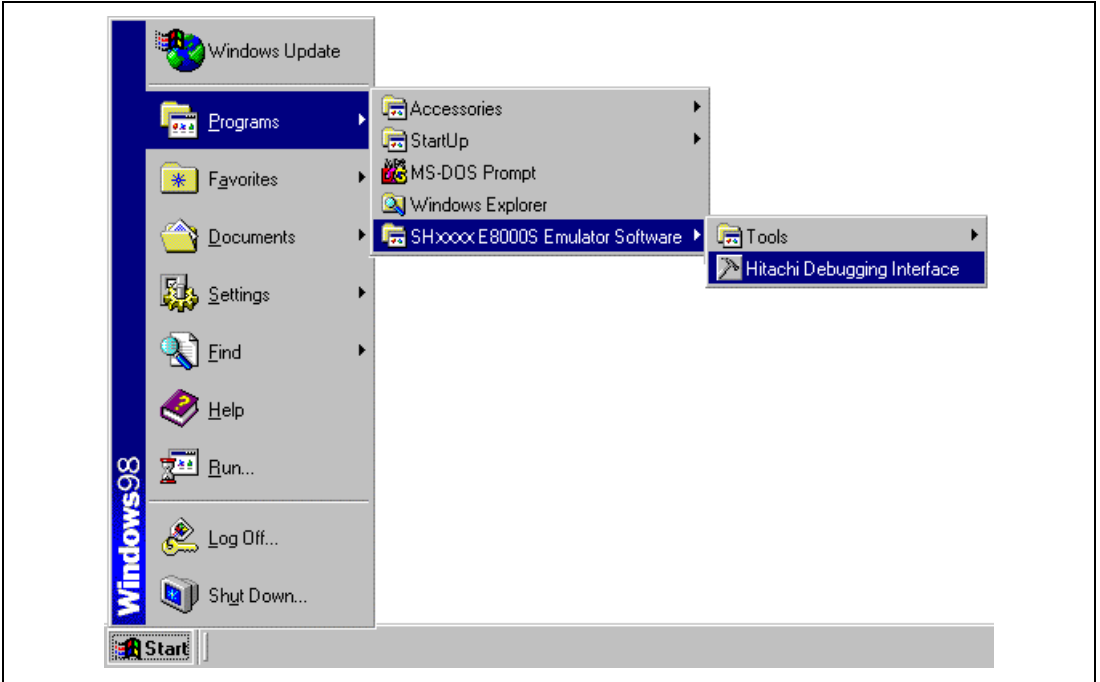 Windows Update
Programs
Favorites
Documents
Settings
Find
Help
Run...
Log Off...
Shut Down...
Windows98
Start
Accessories
StartUp
MS-DOS Prompt
Windows Explorer
SHxxxx E8000S Emulator Software
Tools
Hitachi Debugging Interface